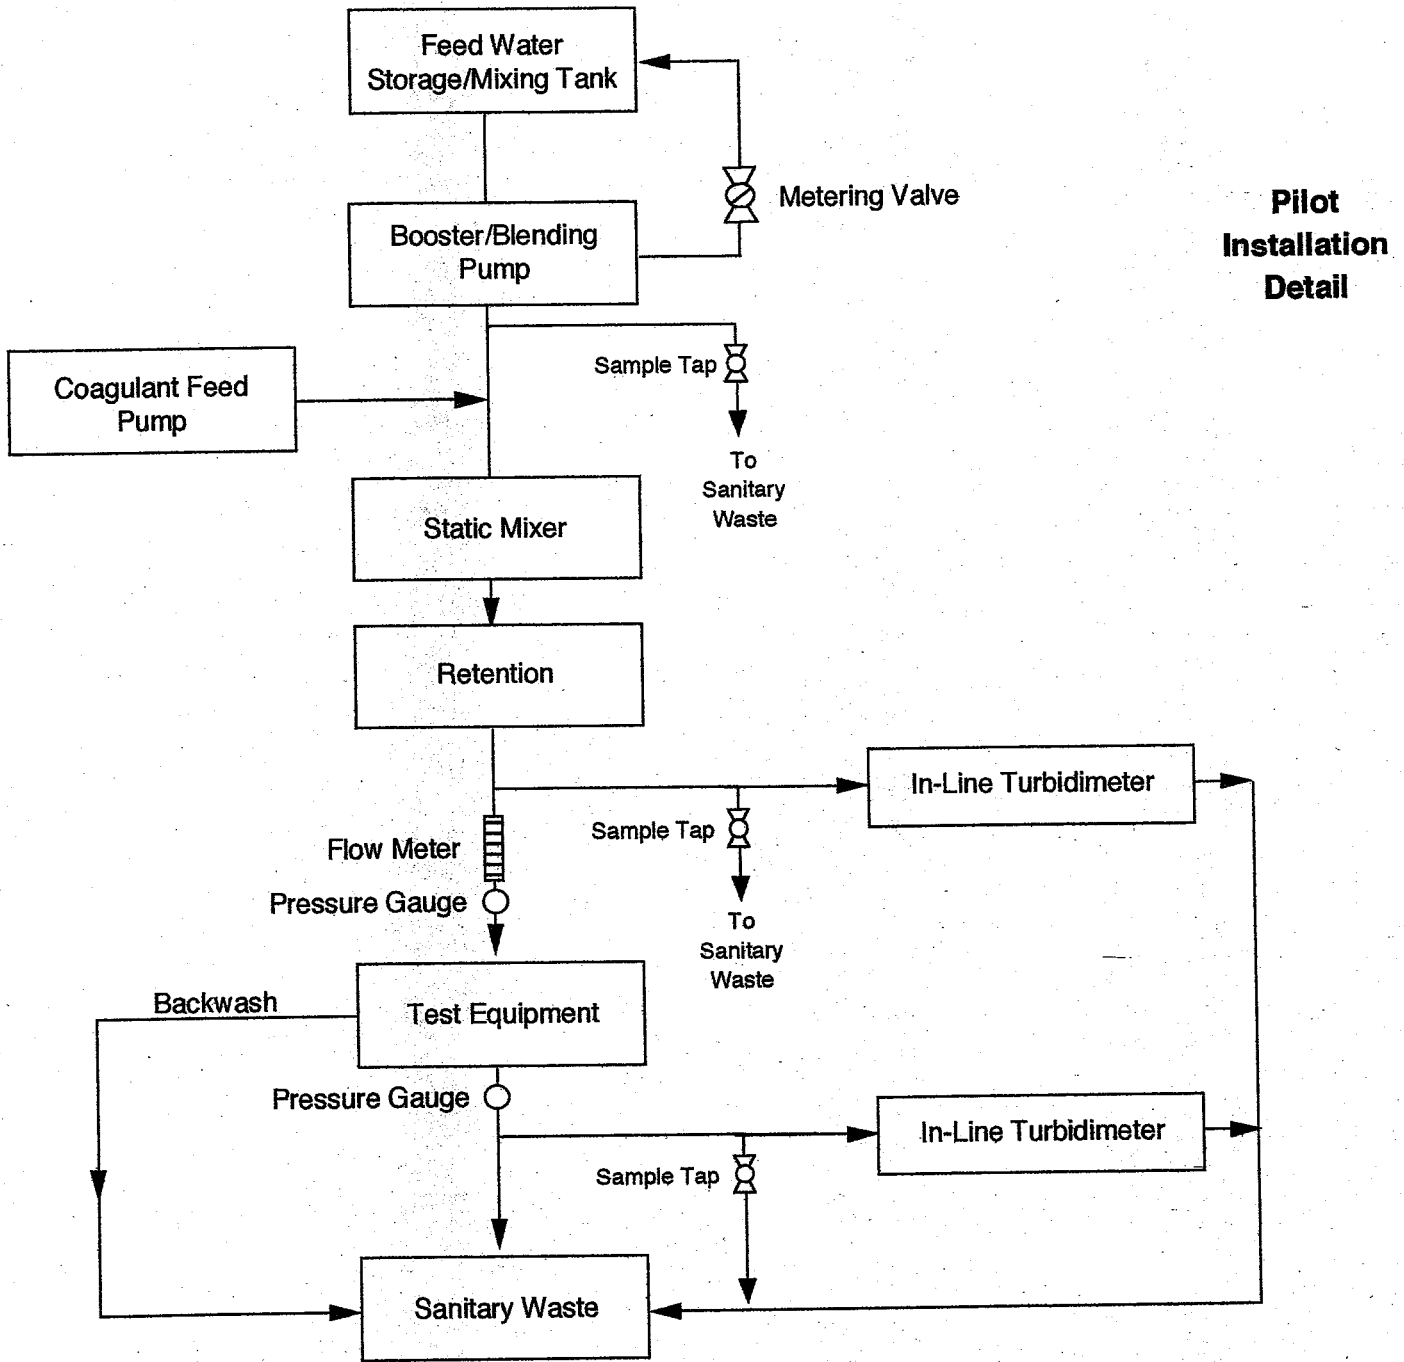 Feed Water
Storage/Mixing Tank
Metering Valve
Pilot
Installation
Detail
Booster/Blending
Pump
Sample Tap
Coagulant Feed
Pump
To
Sanitary
Waste
Static Mixer
Retention
In-Line Turbidimeter
Sample Tap
Flow Meter
Pressure Gauge
To
Sanitary
Waste
Backwash
Test Equipment
Pressure Gauge
In-Line Turbidimeter
Sample Tap
Sanitary Waste